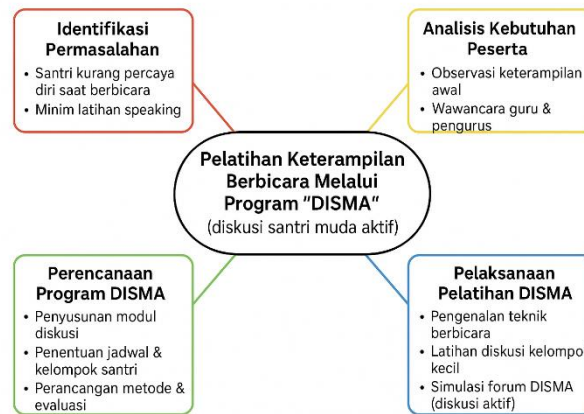 Identifikasi
Permasalahan
• Santri kurang percaya
diri saat berbicara
• Minim latihan speaking
Analisis Kebutuhan
Peserta
• Observasi keterampilan
awal
• Wawancara guru &
pengurus
Pelatihan Keterampilan
Berbicara Melalui
Program "DISMA"
(diskusi santri muda aktif)
Perencanaan
Program DISMA
• Penyusunan modul
diskusi
• Penentuan jadwal &
kelompok santri
• Perancangan metode &
evaluasi
Pelaksanaan
Pelatihan DISMA
• Pengenalan teknik
berbicara
• Latihan diskusi kelompo
kecil
• Simulasi forum DISMA
(diskusi aktif)